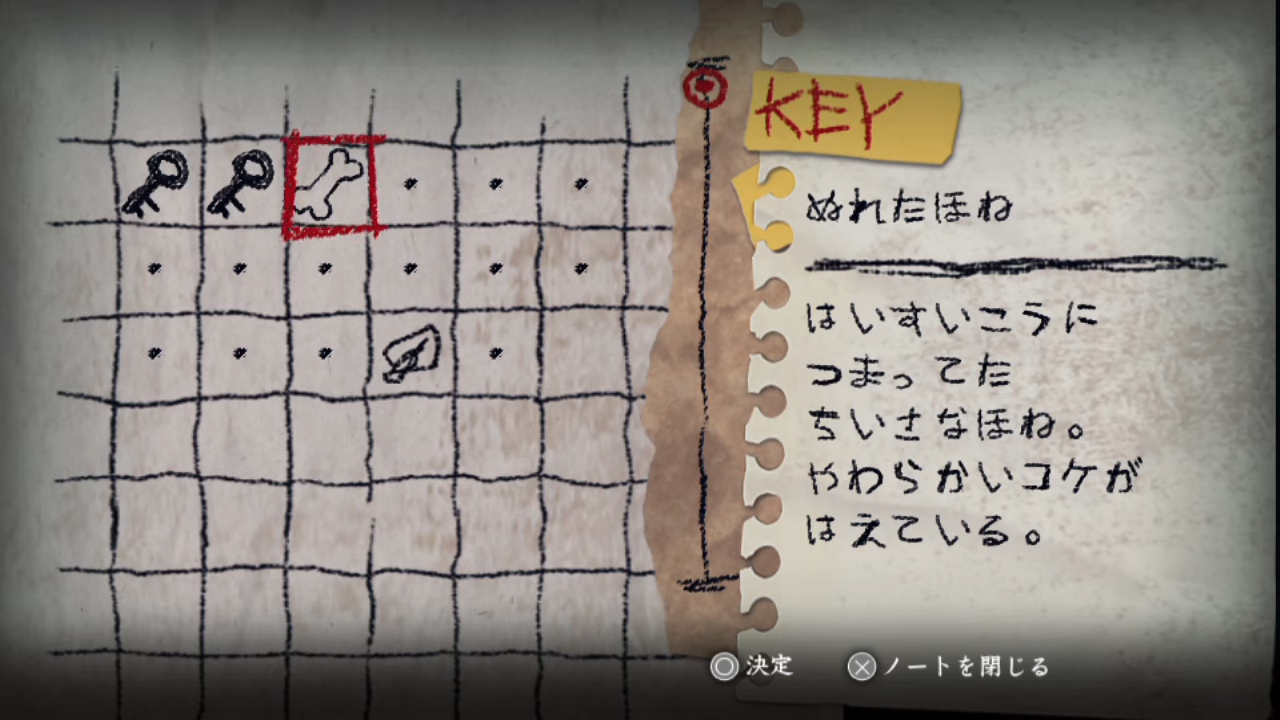 KEY
ぬれたほね
はいすいこうに
つまってた
ちいさなほね。
やわらかいコケが
はえている。
決定 ノートを閉じる